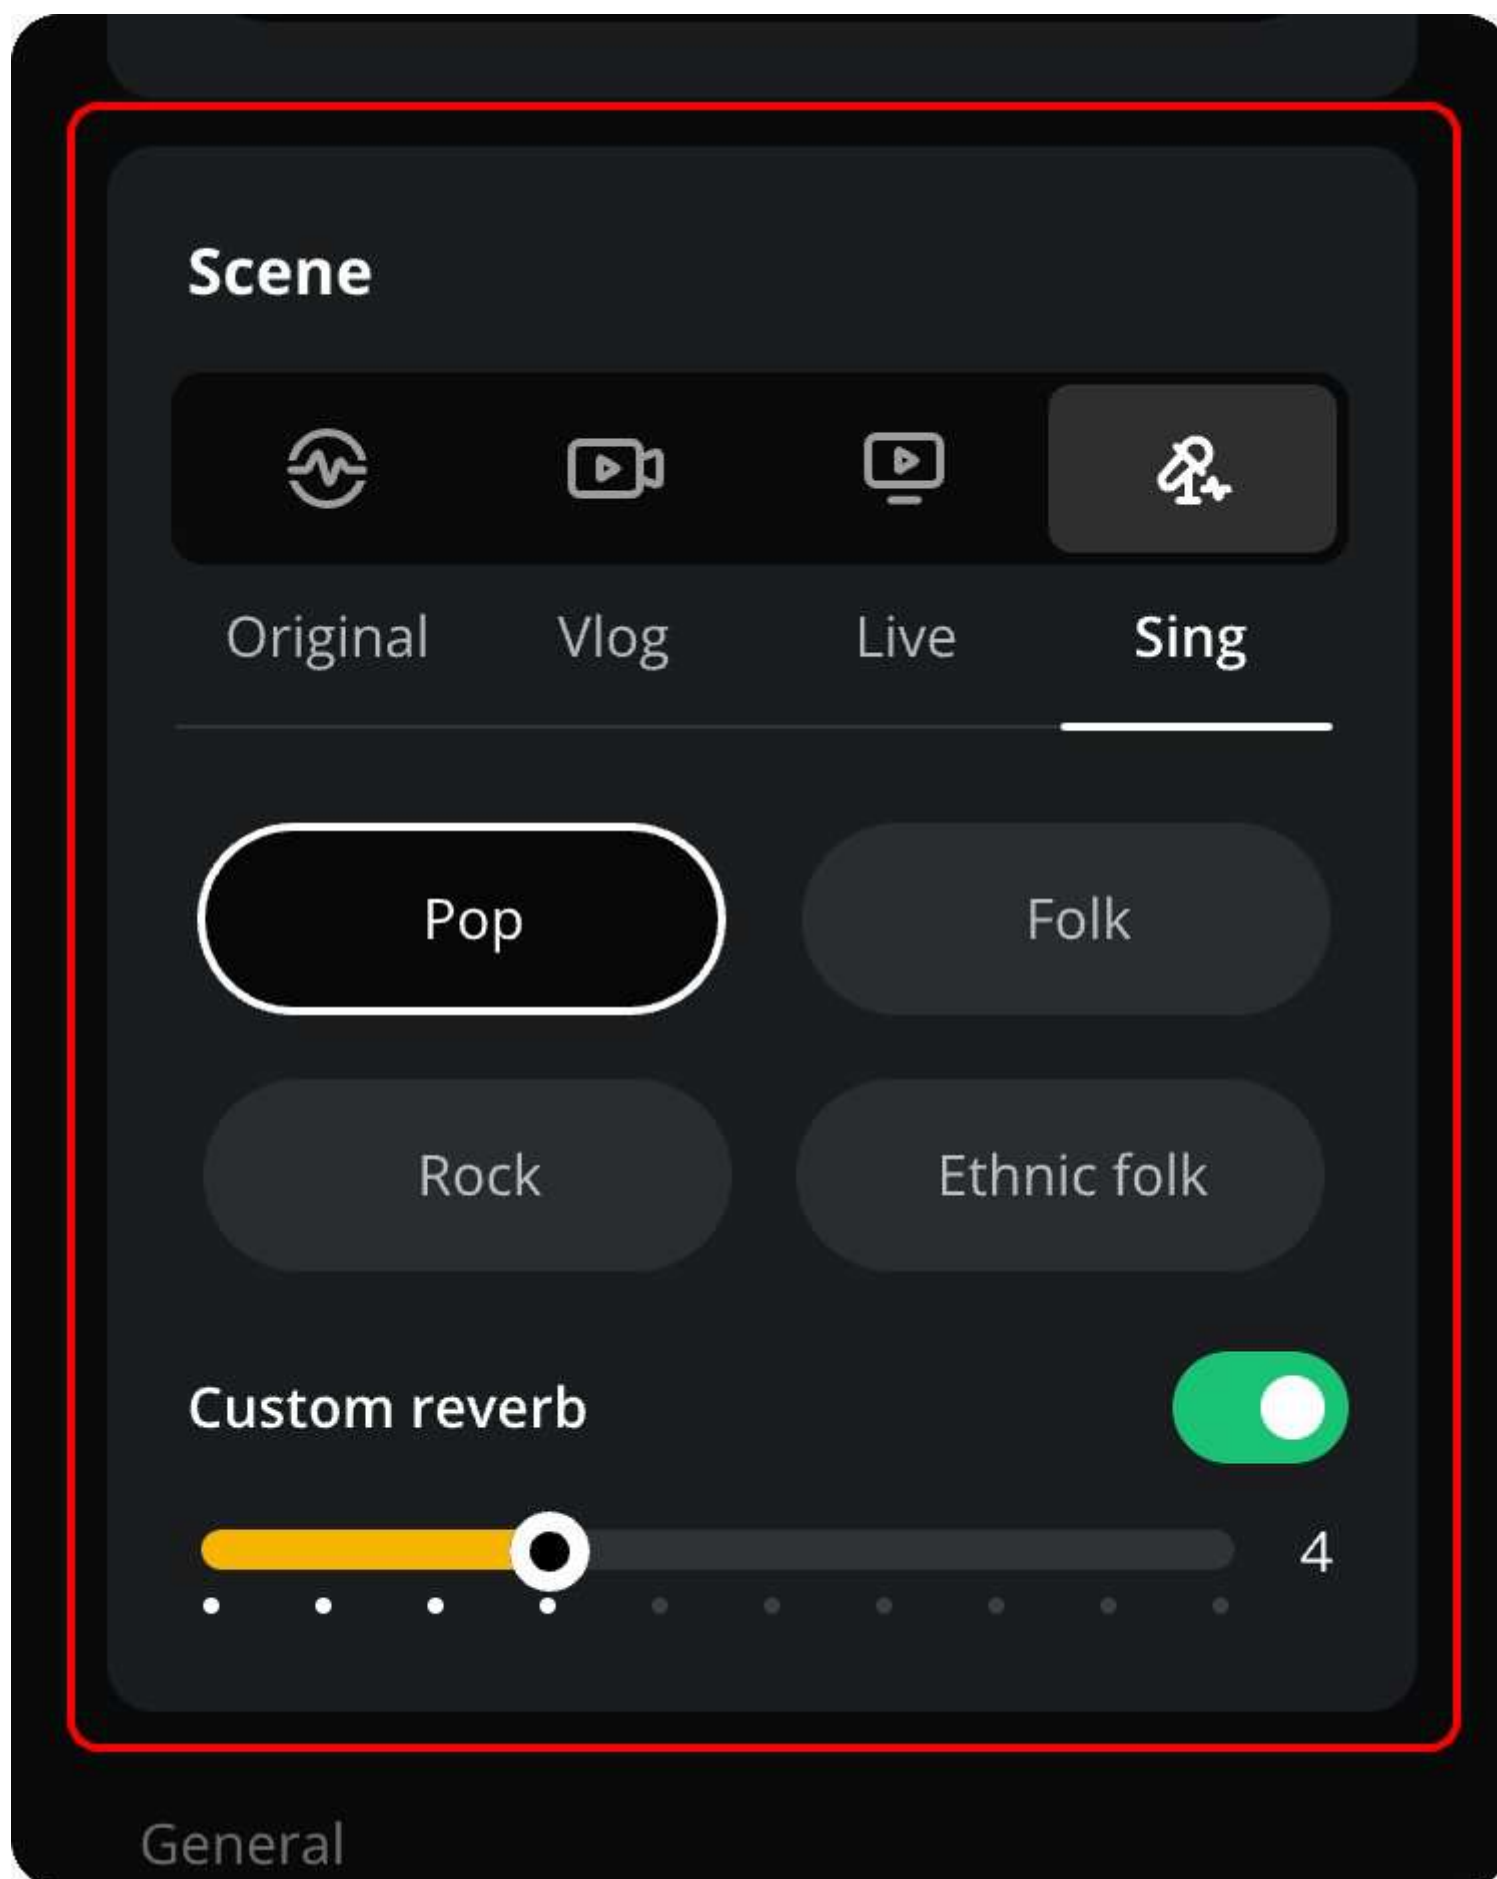 Scene
Original Vlog Live Sing
Pop Folk
Rock Ethnic folk
Custom reverb
4
General